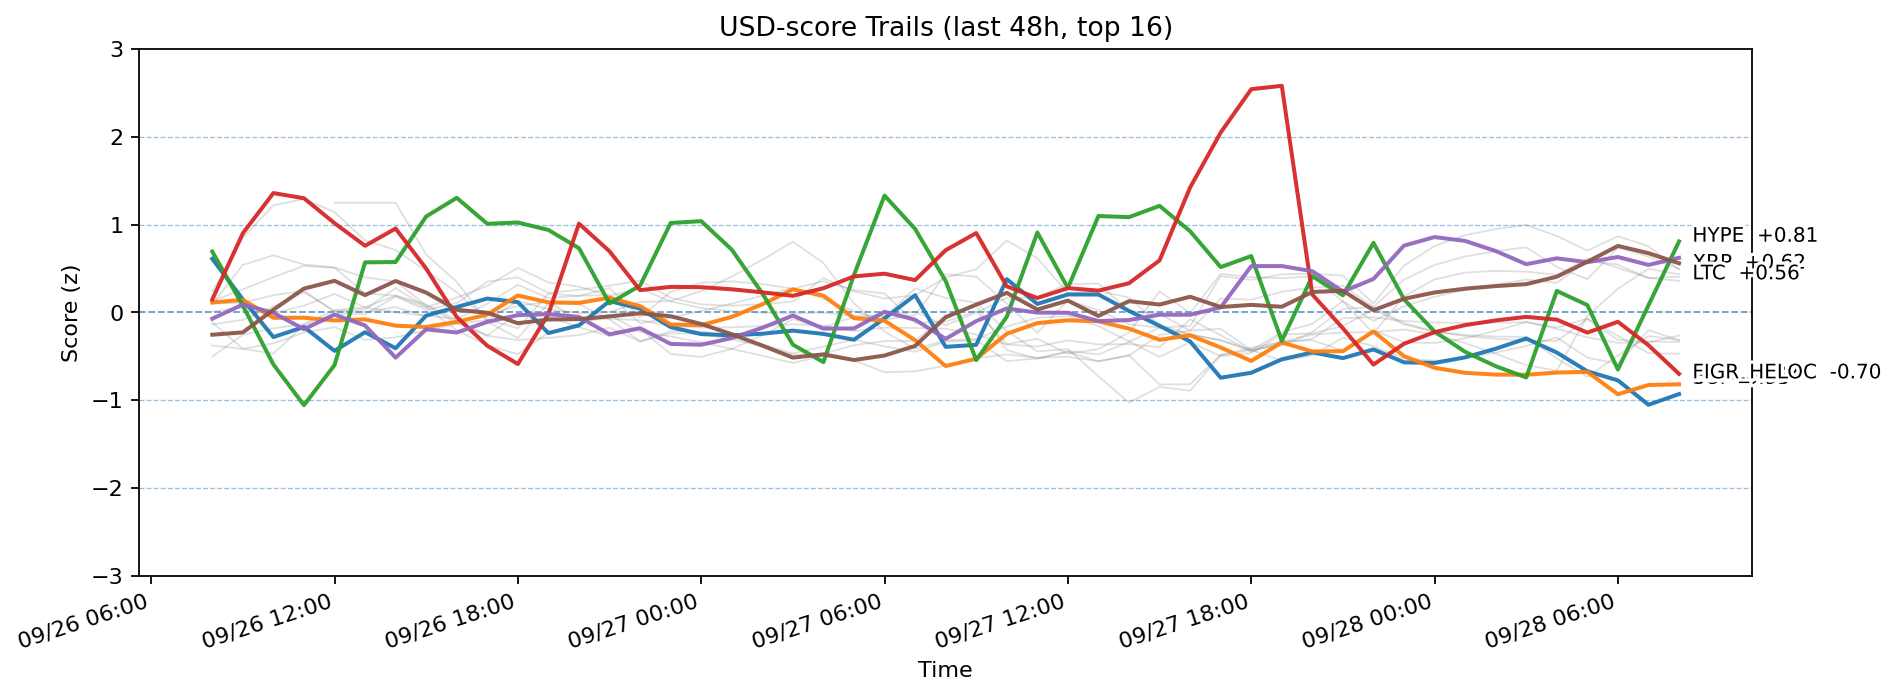 USD-score Trails (last 48h, top 16)
3
2
1
0
−1
−2
−3
Score (z)
HYPE +0.81
XRP +0.62
LTC +0.56
FIGR_HELOC -0.70
09/26 06:00
09/26 12:00
09/26 18:00
09/27 00:00
09/27 06:00
09/27 12:00
09/27 18:00
09/28 00:00
09/28 06:00
Time